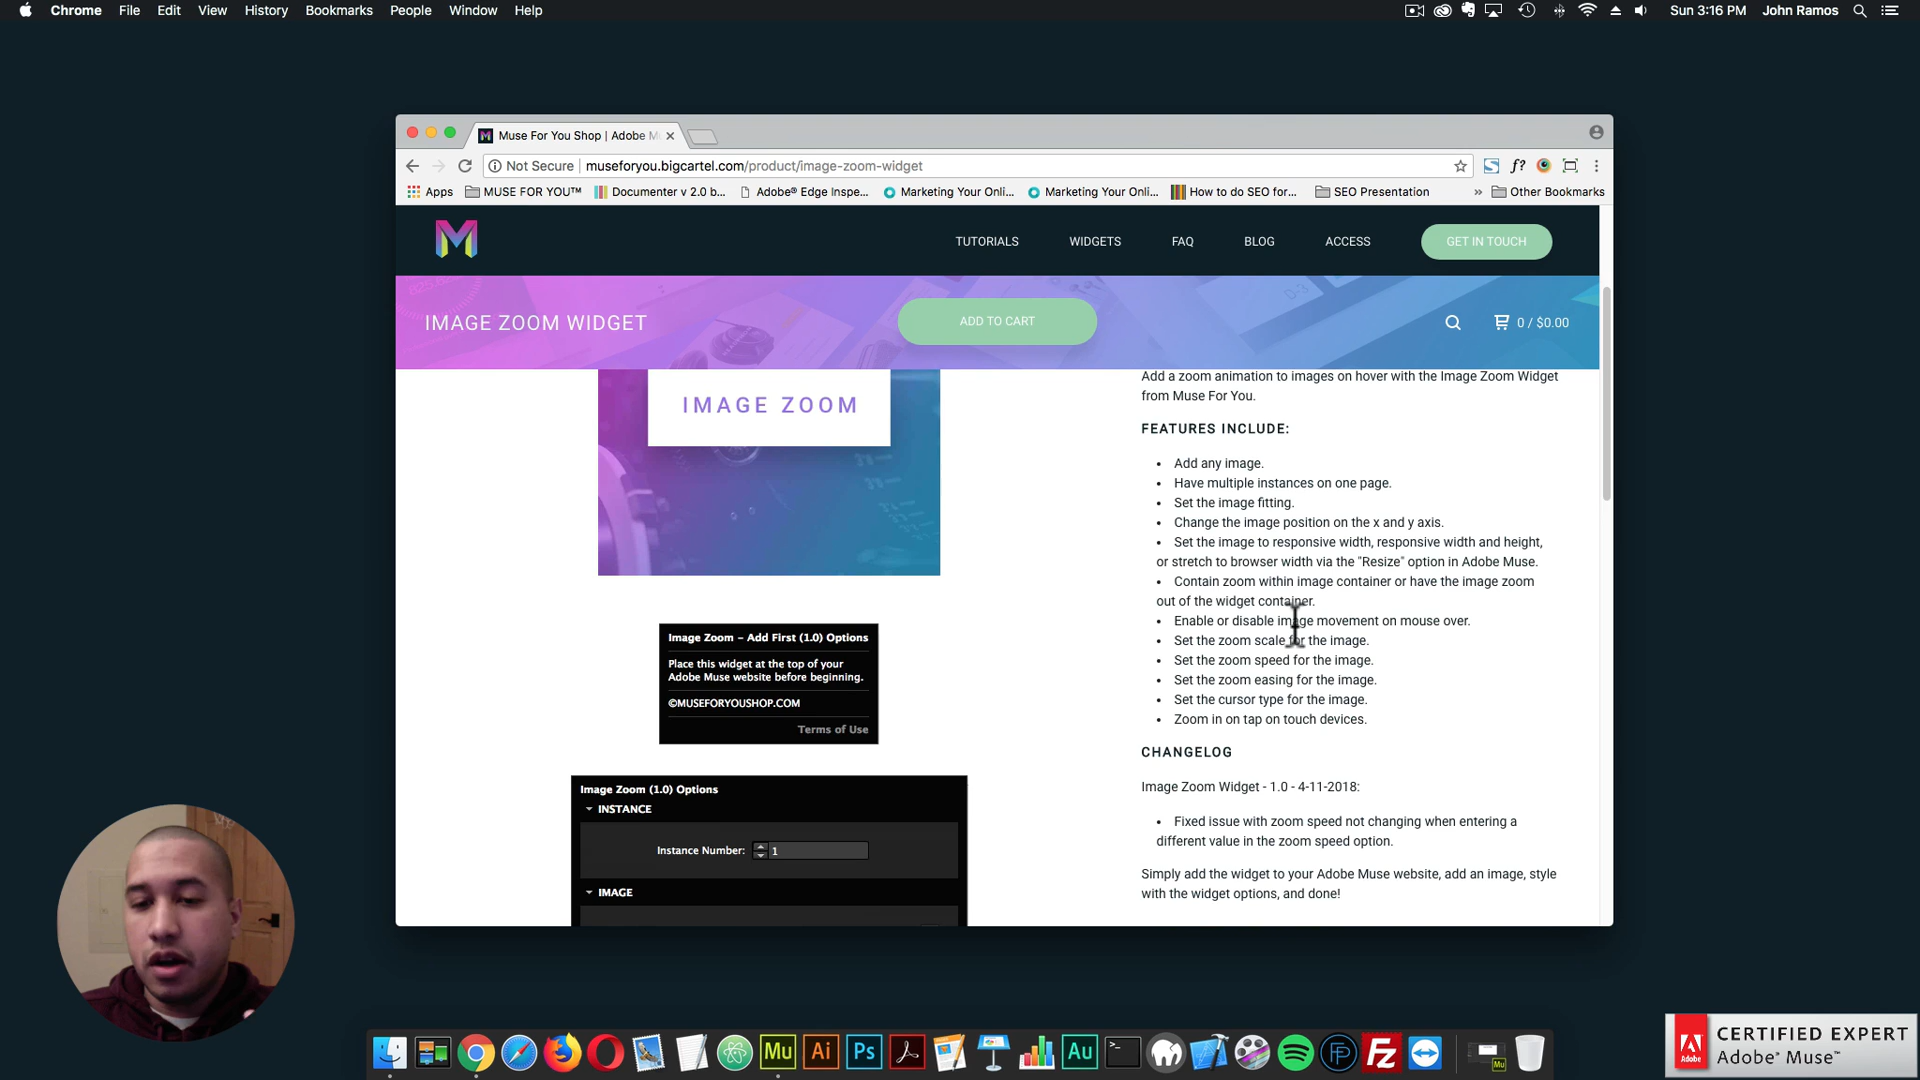 Chrome File Edit View History Bookmarks People Window Help
Sun 3:16 PM John Ramos
Muse For You Shop | Adobe M
Not Secure museforyou.bigcartel.com/product/image-zoom-widget
f?
Apps MUSE FOR YOU™ Documenter v 2.0 b... Adobe® Edge Inspe... Marketing Your Onli... Marketing Your Onli... How to do SEO for... SEO Presentation » Other Bookmarks
M
TUTORIALS WIDGETS FAQ BLOG ACCESS GET IN TOUCH
IMAGE ZOOM WIDGET
ADD TO CART
0 / $0.00
IMAGE ZOOM
Image Zoom – Add First (1.0) Options
Place this widget at the top of your
Adobe Muse website before beginning.
©MUSEFORYOUSHOP.COM
Terms of Use
Image Zoom (1.0) Options
INSTANCE
Instance Number: 1
IMAGE
Add a zoom animation to images on hover with the Image Zoom Widget
from Muse For You.
FEATURES INCLUDE:
• Add any image.
• Have multiple instances on one page.
• Set the image fitting.
• Change the image position on the x and y axis.
• Set the image to responsive width, responsive width and height,
or stretch to browser width via the "Resize" option in Adobe Muse.
• Contain zoom within image container or have the image zoom
out of the widget container.
• Enable or disable image movement on mouse over.
• Set the zoom scale for the image.
• Set the zoom speed for the image.
• Set the zoom easing for the image.
• Set the cursor type for the image.
• Zoom in on tap on touch devices.
CHANGELOG
Image Zoom Widget - 1.0 - 4-11-2018:
• Fixed issue with zoom speed not changing when entering a
different value in the zoom speed option.
Simply add the widget to your Adobe Muse website, add an image, style
with the widget options, and done!
Mu Ai Ps Au Fz Mu
Adobe
CERTIFIED EXPERT
Adobe® Muse™